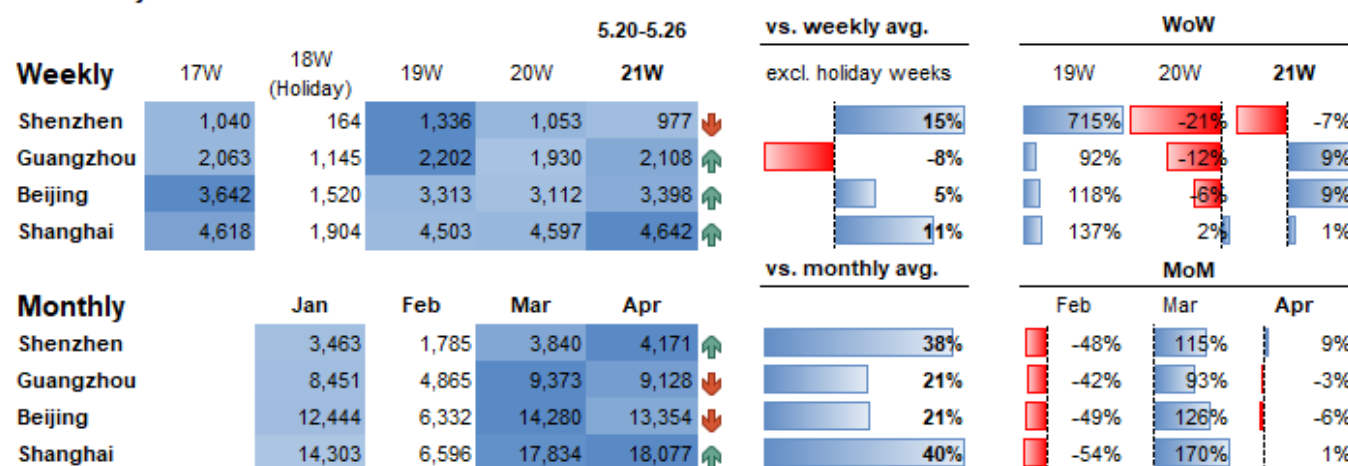 5.20-5.26 vs. weekly avg. WoW
Weekly 17W 18W (Holiday) 19W 20W 21W excl. holiday weeks 19W 20W 21W
Shenzhen 1,040 164 1,336 1,053 977 15% 715% -21% -7%
Guangzhou 2,063 1,145 2,202 1,930 2,108 -8% 92% -12% 9%
Beijing 3,642 1,520 3,313 3,112 3,398 5% 118% -6% 9%
Shanghai 4,618 1,904 4,503 4,597 4,642 11% 137% 2% 1%
vs. monthly avg. MoM
Monthly Jan Feb Mar Apr Feb Mar Apr
Shenzhen 3,463 1,785 3,840 4,171 38% -48% 115% 9%
Guangzhou 8,451 4,865 9,373 9,128 21% -42% 93% -3%
Beijing 12,444 6,332 14,280 13,354 21% -49% 126% -6%
Shanghai 14,303 6,596 17,834 18,077 40% -54% 170% 1%